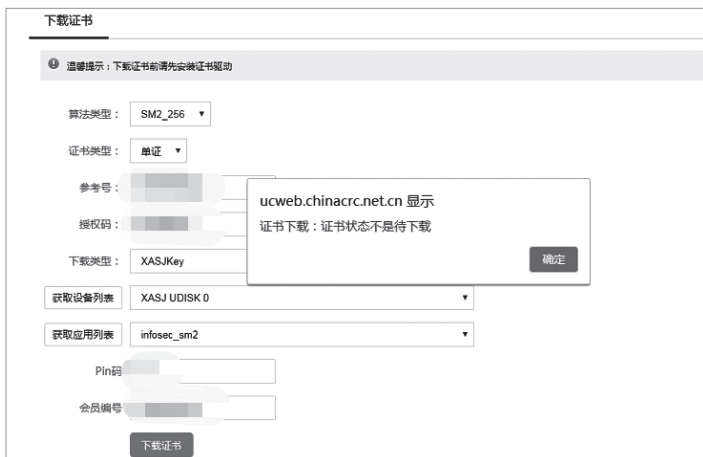 下载证书
温馨提示：下载证书前请先安装证书驱动
算法类型： SM2_256
证书类型： 单证
参考号：
ucweb.chinacrc.net.cn 显示
证书下载：证书状态不是待下载
确定
授权码：
下载类型： XASJKey
获取设备列表 XASJ UDISK 0
获取应用列表 infosec_sm2
Pin码
会员编号
下载证书